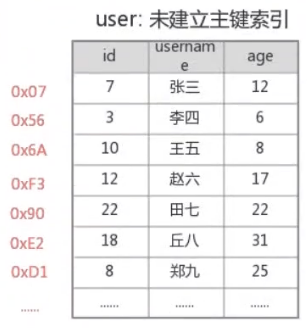 user: 未建立主键索引
id username age
0x07 7 张三 12
0x56 3 李四 6
0x6A 10 王五 8
0xF3 12 赵六 17
0x90 22 田七 22
0xE2 18 丘八 31
0xD1 8 郑九 25
...... ...... ...... ......